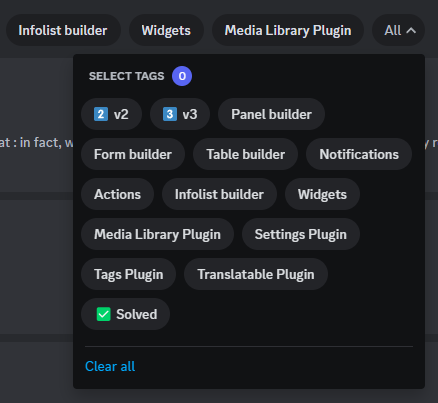 Infolist builder Widgets Media Library Plugin All
SELECT TAGS 0
2 v2 3 v3 Panel builder
at : in fact, w
Form builder Table builder Notifications
Actions Infolist builder Widgets
Media Library Plugin Settings Plugin
Tags Plugin Translatable Plugin
Solved
Clear all